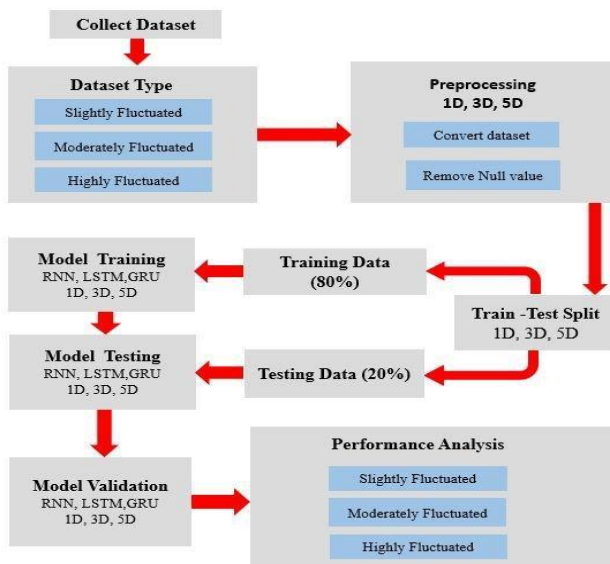 Collect Dataset
Dataset Type
Slightly Fluctuated
Moderately Fluctuated
Highly Fluctuated
Preprocessing
1D, 3D, 5D
Convert dataset
Remove Null value
Model Training
RNN, LSTM,GRU
1D, 3D, 5D
Training Data
(80%)
Train -Test Split
1D, 3D, 5D
Model Testing
RNN, LSTM,GRU
1D, 3D, 5D
Testing Data (20%)
Model Validation
RNN, LSTM,GRU
1D, 3D, 5D
Performance Analysis
Slightly Fluctuated
Moderately Fluctuated
Highly Fluctuated